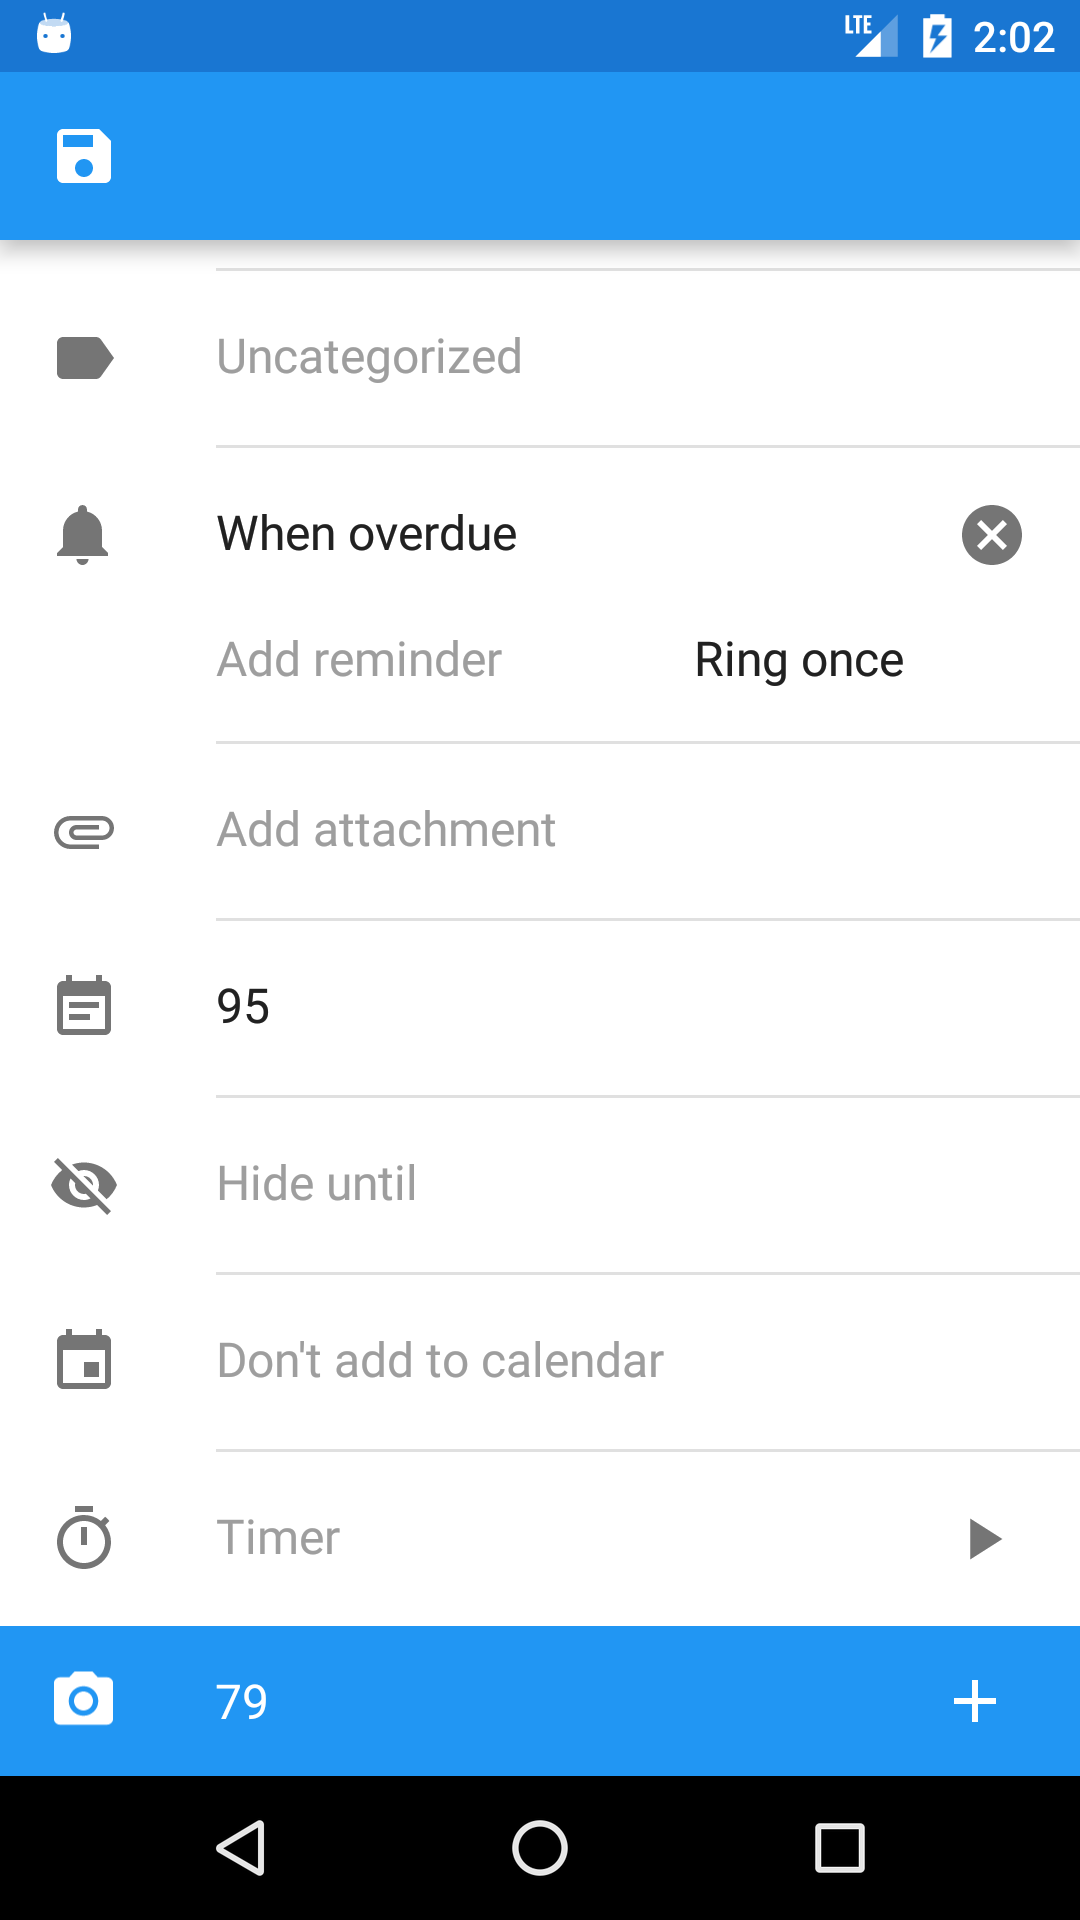 LTE 2:02
Uncategorized
When overdue
Add reminder Ring once
Add attachment
95
Hide until
Don't add to calendar
Timer
79